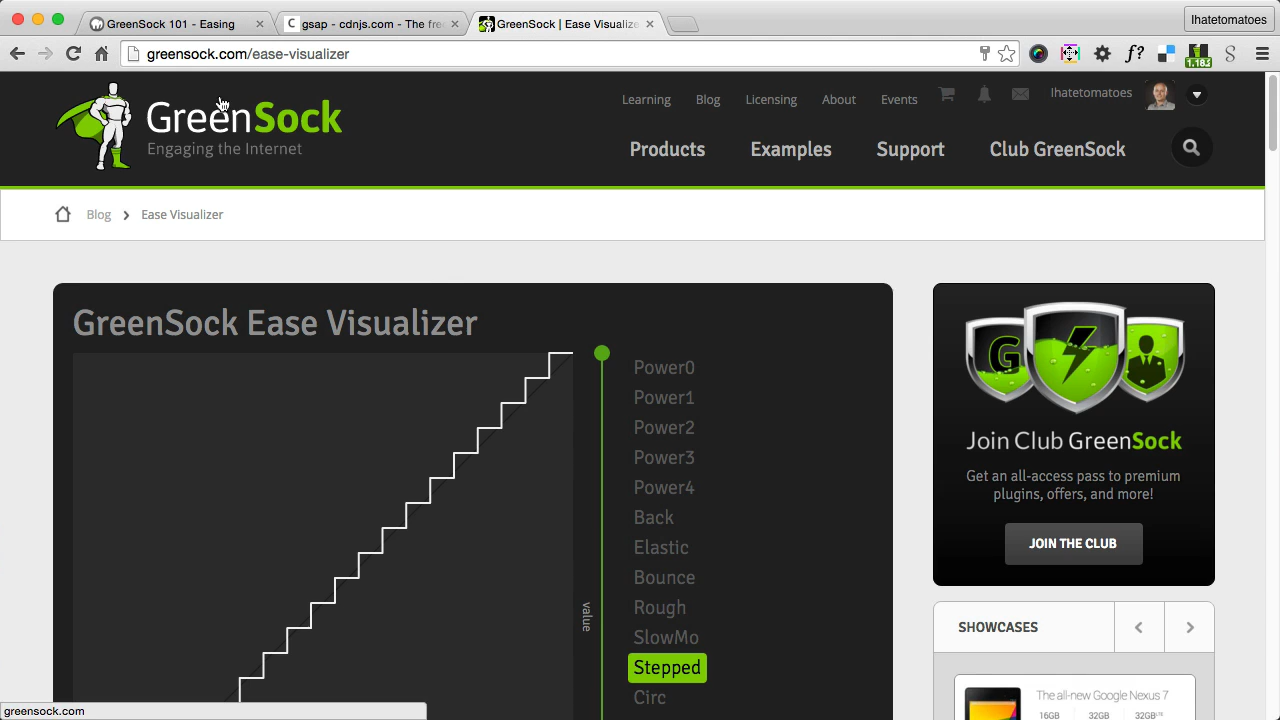 GreenSock 101 - Easing
gsap - cdnjs.com - The fre
GreenSock | Ease Visualize
Ihatetomatoes
greensock.com/ease-visualizer
f?
1.18.2
S
GreenSock
Engaging the Internet
Learning
Blog
Licensing
About
Events
Ihatetomatoes
Products
Examples
Support
Club GreenSock
Blog
Ease Visualizer
GreenSock Ease Visualizer
value
Power0
Power1
Power2
Power3
Power4
Back
Elastic
Bounce
Rough
SlowMo
Stepped
Circ
G
Join Club GreenSock
Get an all-access pass to premium
plugins, offers, and more!
JOIN THE CLUB
SHOWCASES
The all-new Google Nexus 7
16GB
32GB
32GB LTE
greensock.com